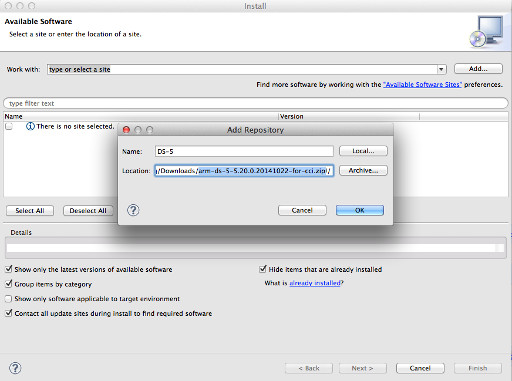 Install
Available Software
Select a site or enter the location of a site.
Work with: type or select a site Add...
Find more software by working with the "Available Software Sites" preferences.
type filter text
Name Version
There is no site selected.
Add Repository
Name: DS-5 Local...
Location: /Downloads/arm-ds-5-5.20.0.20141022-for-cci.zip!/ Archive...
? Cancel OK
Select All Deselect All
Details
Show only the latest versions of available software Hide items that are already installed
Group items by category What is already installed?
Show only software applicable to target environment
Contact all update sites during install to find required software
? < Back Next > Cancel Finish